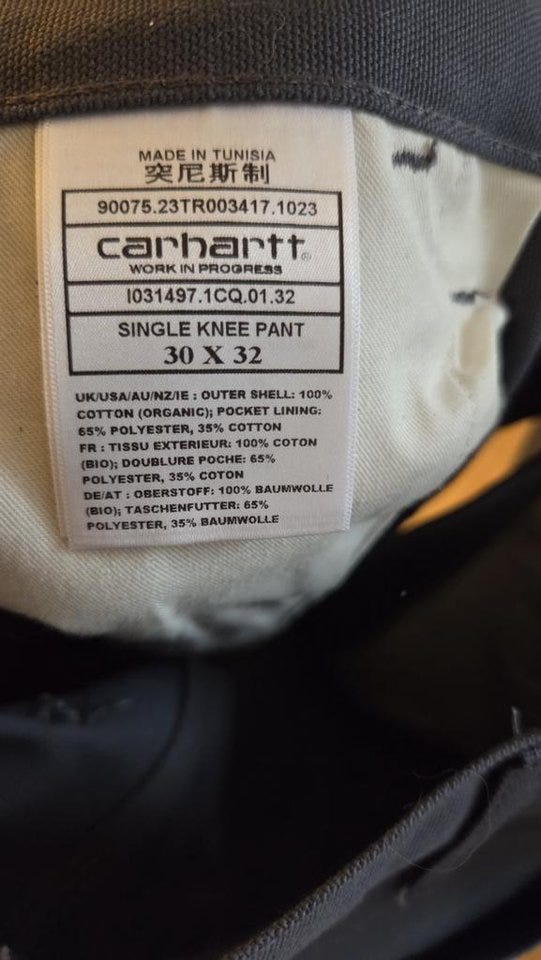 MADE IN TUNISIA
突尼斯制
90075.23TR003417.1023
carhartt®
WORK IN PROGRESS
I031497.1CQ.01.32
SINGLE KNEE PANT
30 X 32
UK/USA/AU/NZ/IE : OUTER SHELL: 100%
COTTON (ORGANIC); POCKET LINING:
65% POLYESTER, 35% COTTON
FR : TISSU EXTERIEUR: 100% COTON
(BIO); DOUBLURE POCHE: 65%
POLYESTER, 35% COTON
DE/AT : OBERSTOFF: 100% BAUMWOLLE
(BIO); TASCHENFUTTER: 65%
POLYESTER, 35% BAUMWOLLE